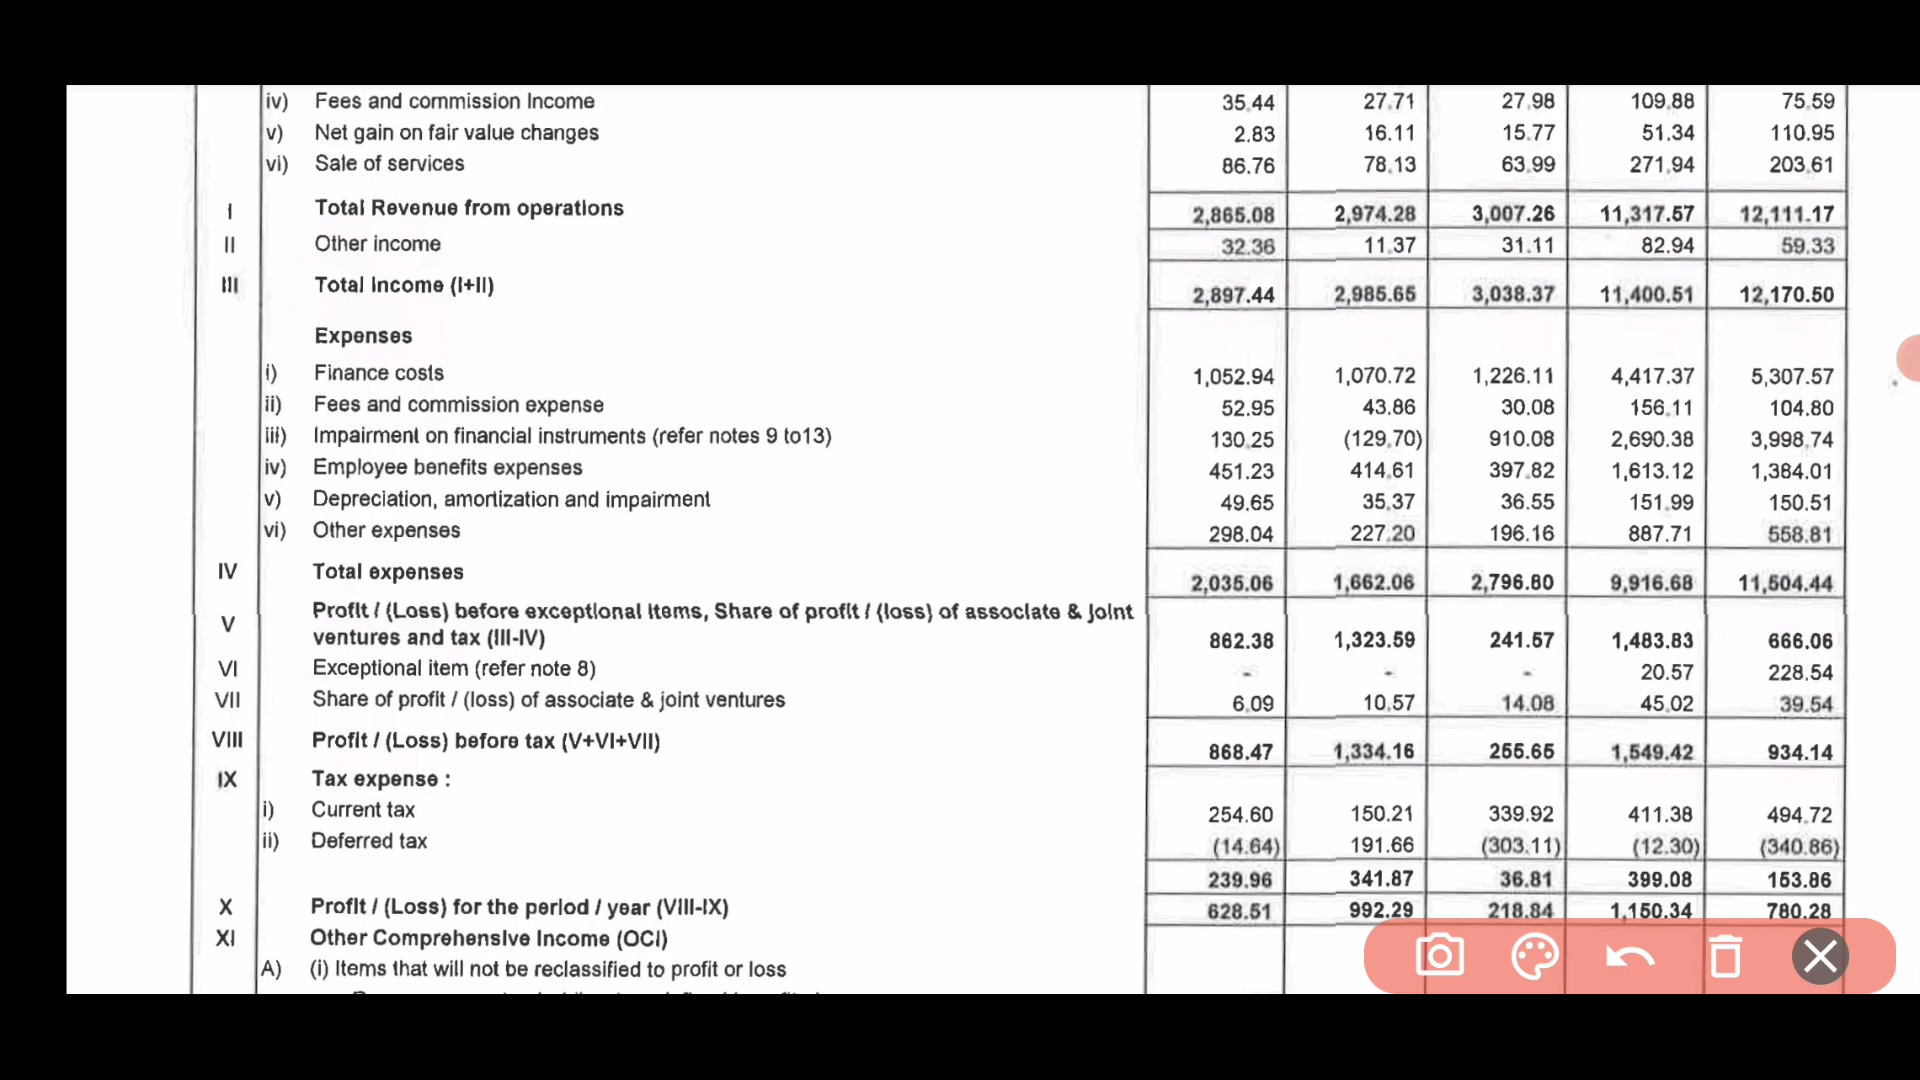 iv) Fees and commission Income 35.44 27.71 27.98 109.88 75.59
v) Net gain on fair value changes 2.83 16.11 15.77 51.34 110.95
vi) Sale of services 86.76 78.13 63.99 271.94 203.61
I Total Revenue from operations 2,865.08 2,974.28 3,007.26 11,317.57 12,111.17
II Other income 32.36 11.37 31.11 82.94 59.33
III Total Income (I+II) 2,897.44 2,985.65 3,038.37 11,400.51 12,170.50
Expenses
i) Finance costs 1,052.94 1,070.72 1,226.11 4,417.37 5,307.57
ii) Fees and commission expense 52.95 43.86 30.08 156.11 104.80
iii) Impairment on financial instruments (refer notes 9 to13) 130.25 (129.70) 910.08 2,690.38 3,998.74
iv) Employee benefits expenses 451.23 414.61 397.82 1,613.12 1,384.01
v) Depreciation, amortization and impairment 49.65 35.37 36.55 151.99 150.51
vi) Other expenses 298.04 227.20 196.16 887.71 558.81
IV Total expenses 2,035.06 1,662.06 2,796.80 9,916.68 11,504.44
V Profit / (Loss) before exceptional items, Share of profit / (loss) of associate & joint
ventures and tax (III-IV) 862.38 1,323.59 241.57 1,483.83 666.06
VI Exceptional item (refer note 8) - - - 20.57 228.54
VII Share of profit / (loss) of associate & joint ventures 6.09 10.57 14.08 45.02 39.54
VIII Profit / (Loss) before tax (V+VI+VII) 868.47 1,334.16 255.65 1,549.42 934.14
IX Tax expense :
i) Current tax 254.60 150.21 339.92 411.38 494.72
ii) Deferred tax (14.64) 191.66 (303.11) (12.30) (340.86)
239.96 341.87 36.81 399.08 153.86
X Profit / (Loss) for the period / year (VIII-IX) 628.51 992.29 218.84 1,150.34 780.28
XI Other Comprehensive Income (OCI)
A) (i) Items that will not be reclassified to profit or loss